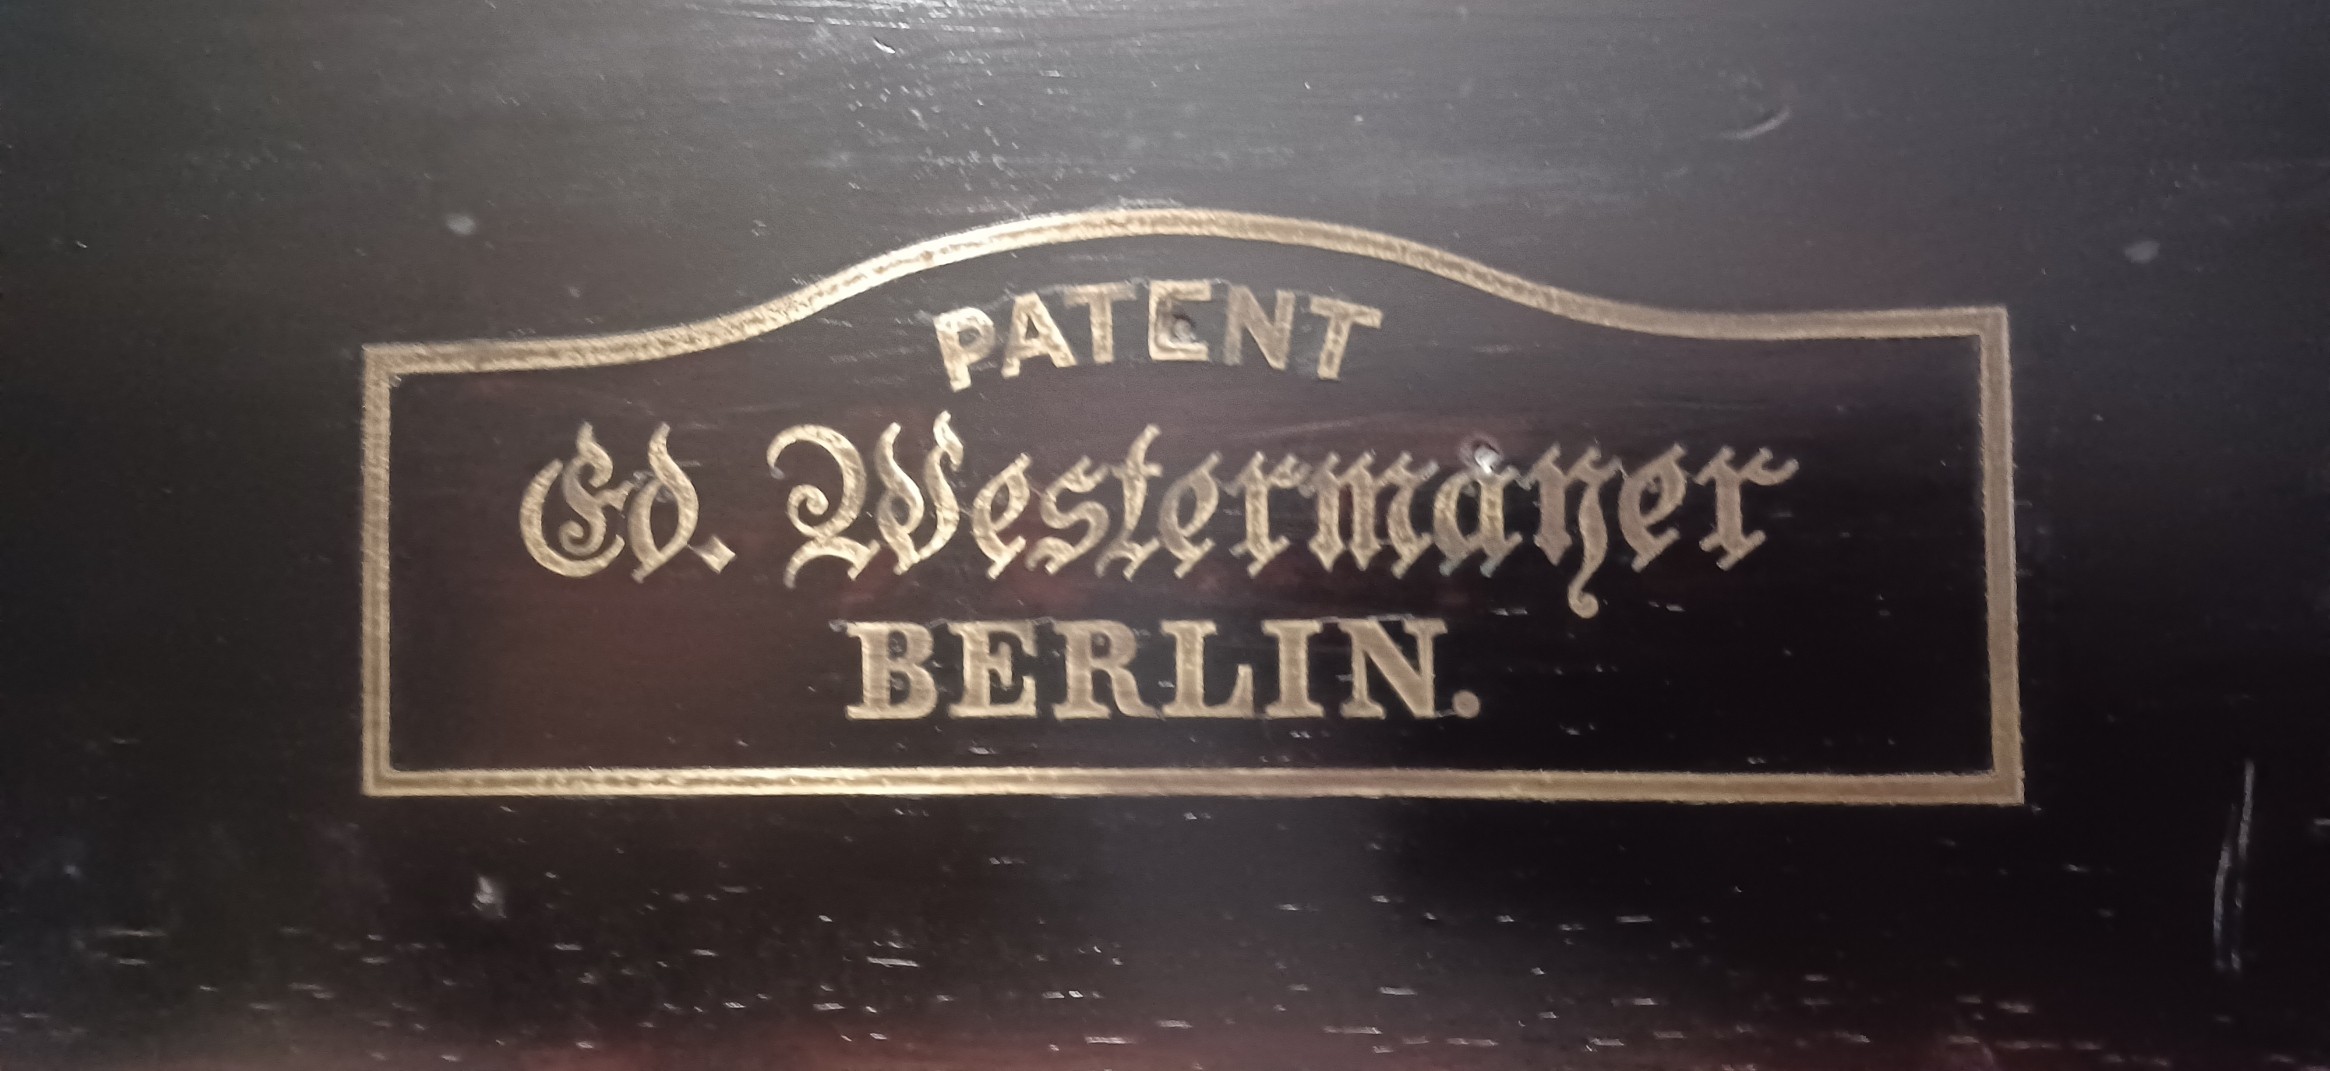 PATENT
Ed. Westermayer
BERLIN.